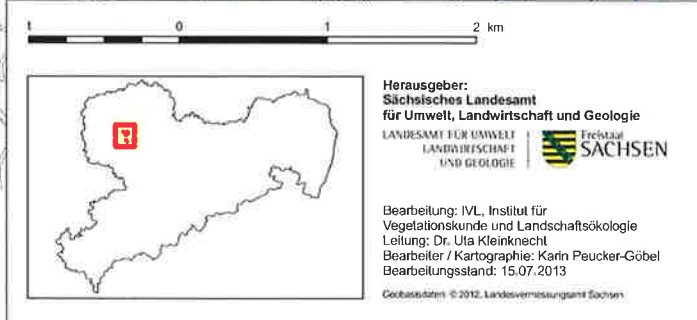 1 0 1 2 km
Herausgeber:
Sächsisches Landesamt
für Umwelt, Landwirtschaft und Geologie
LANDESAMT FÜR UMWELT
LANDWIRTSCHAFT
UND GEOLOGIE
Freistaat
SACHSEN
Bearbeitung: IVL, Institut für
Vegetationskunde und Landschaftsökologie
Leitung: Dr. Uta Kleinknecht
Bearbeiter / Kartographie: Karin Peucker-Göbel
Bearbeitungsstand: 15.07.2013
Geobasisdaten: © 2012, Landesvermessungsamt Sachsen